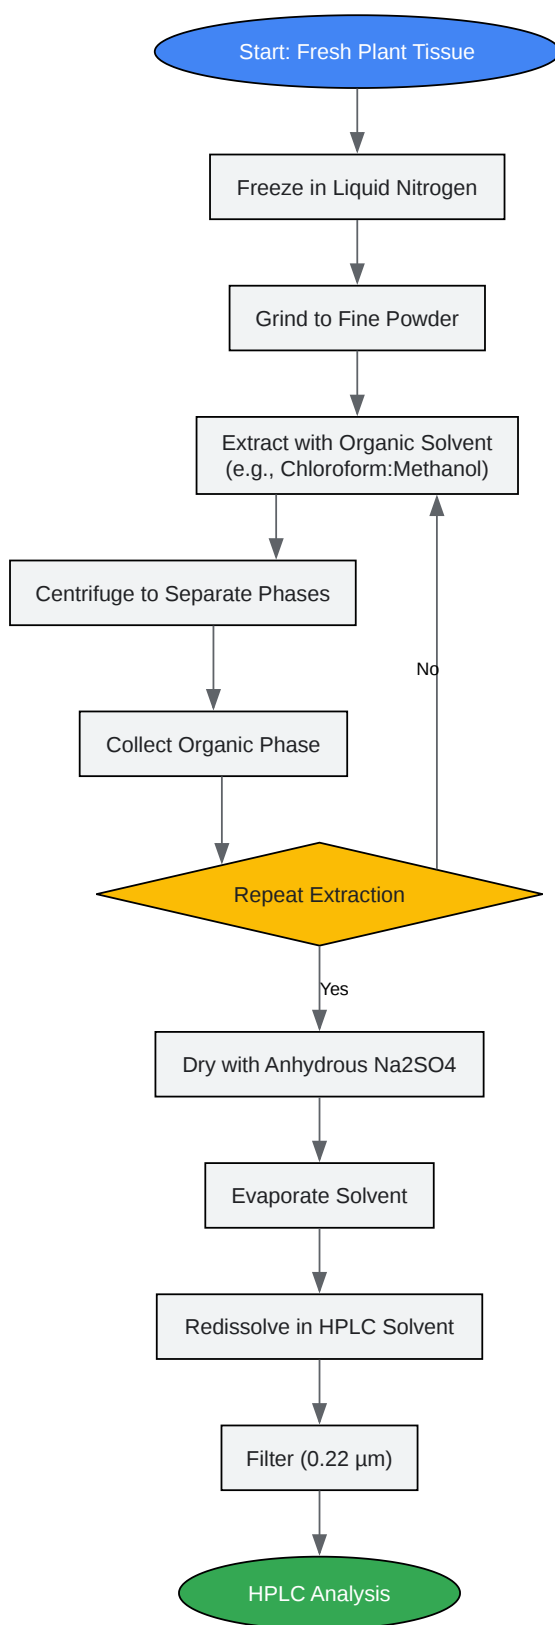 Start: Fresh Plant Tissue
Freeze in Liquid Nitrogen
Grind to Fine Powder
Extract with Organic Solvent
(e.g., Chloroform:Methanol)
Centrifuge to Separate Phases
No
Collect Organic Phase
Repeat Extraction
Yes
Dry with Anhydrous Na2SO4
Evaporate Solvent
Redissolve in HPLC Solvent
Filter (0.22 µm)
HPLC Analysis